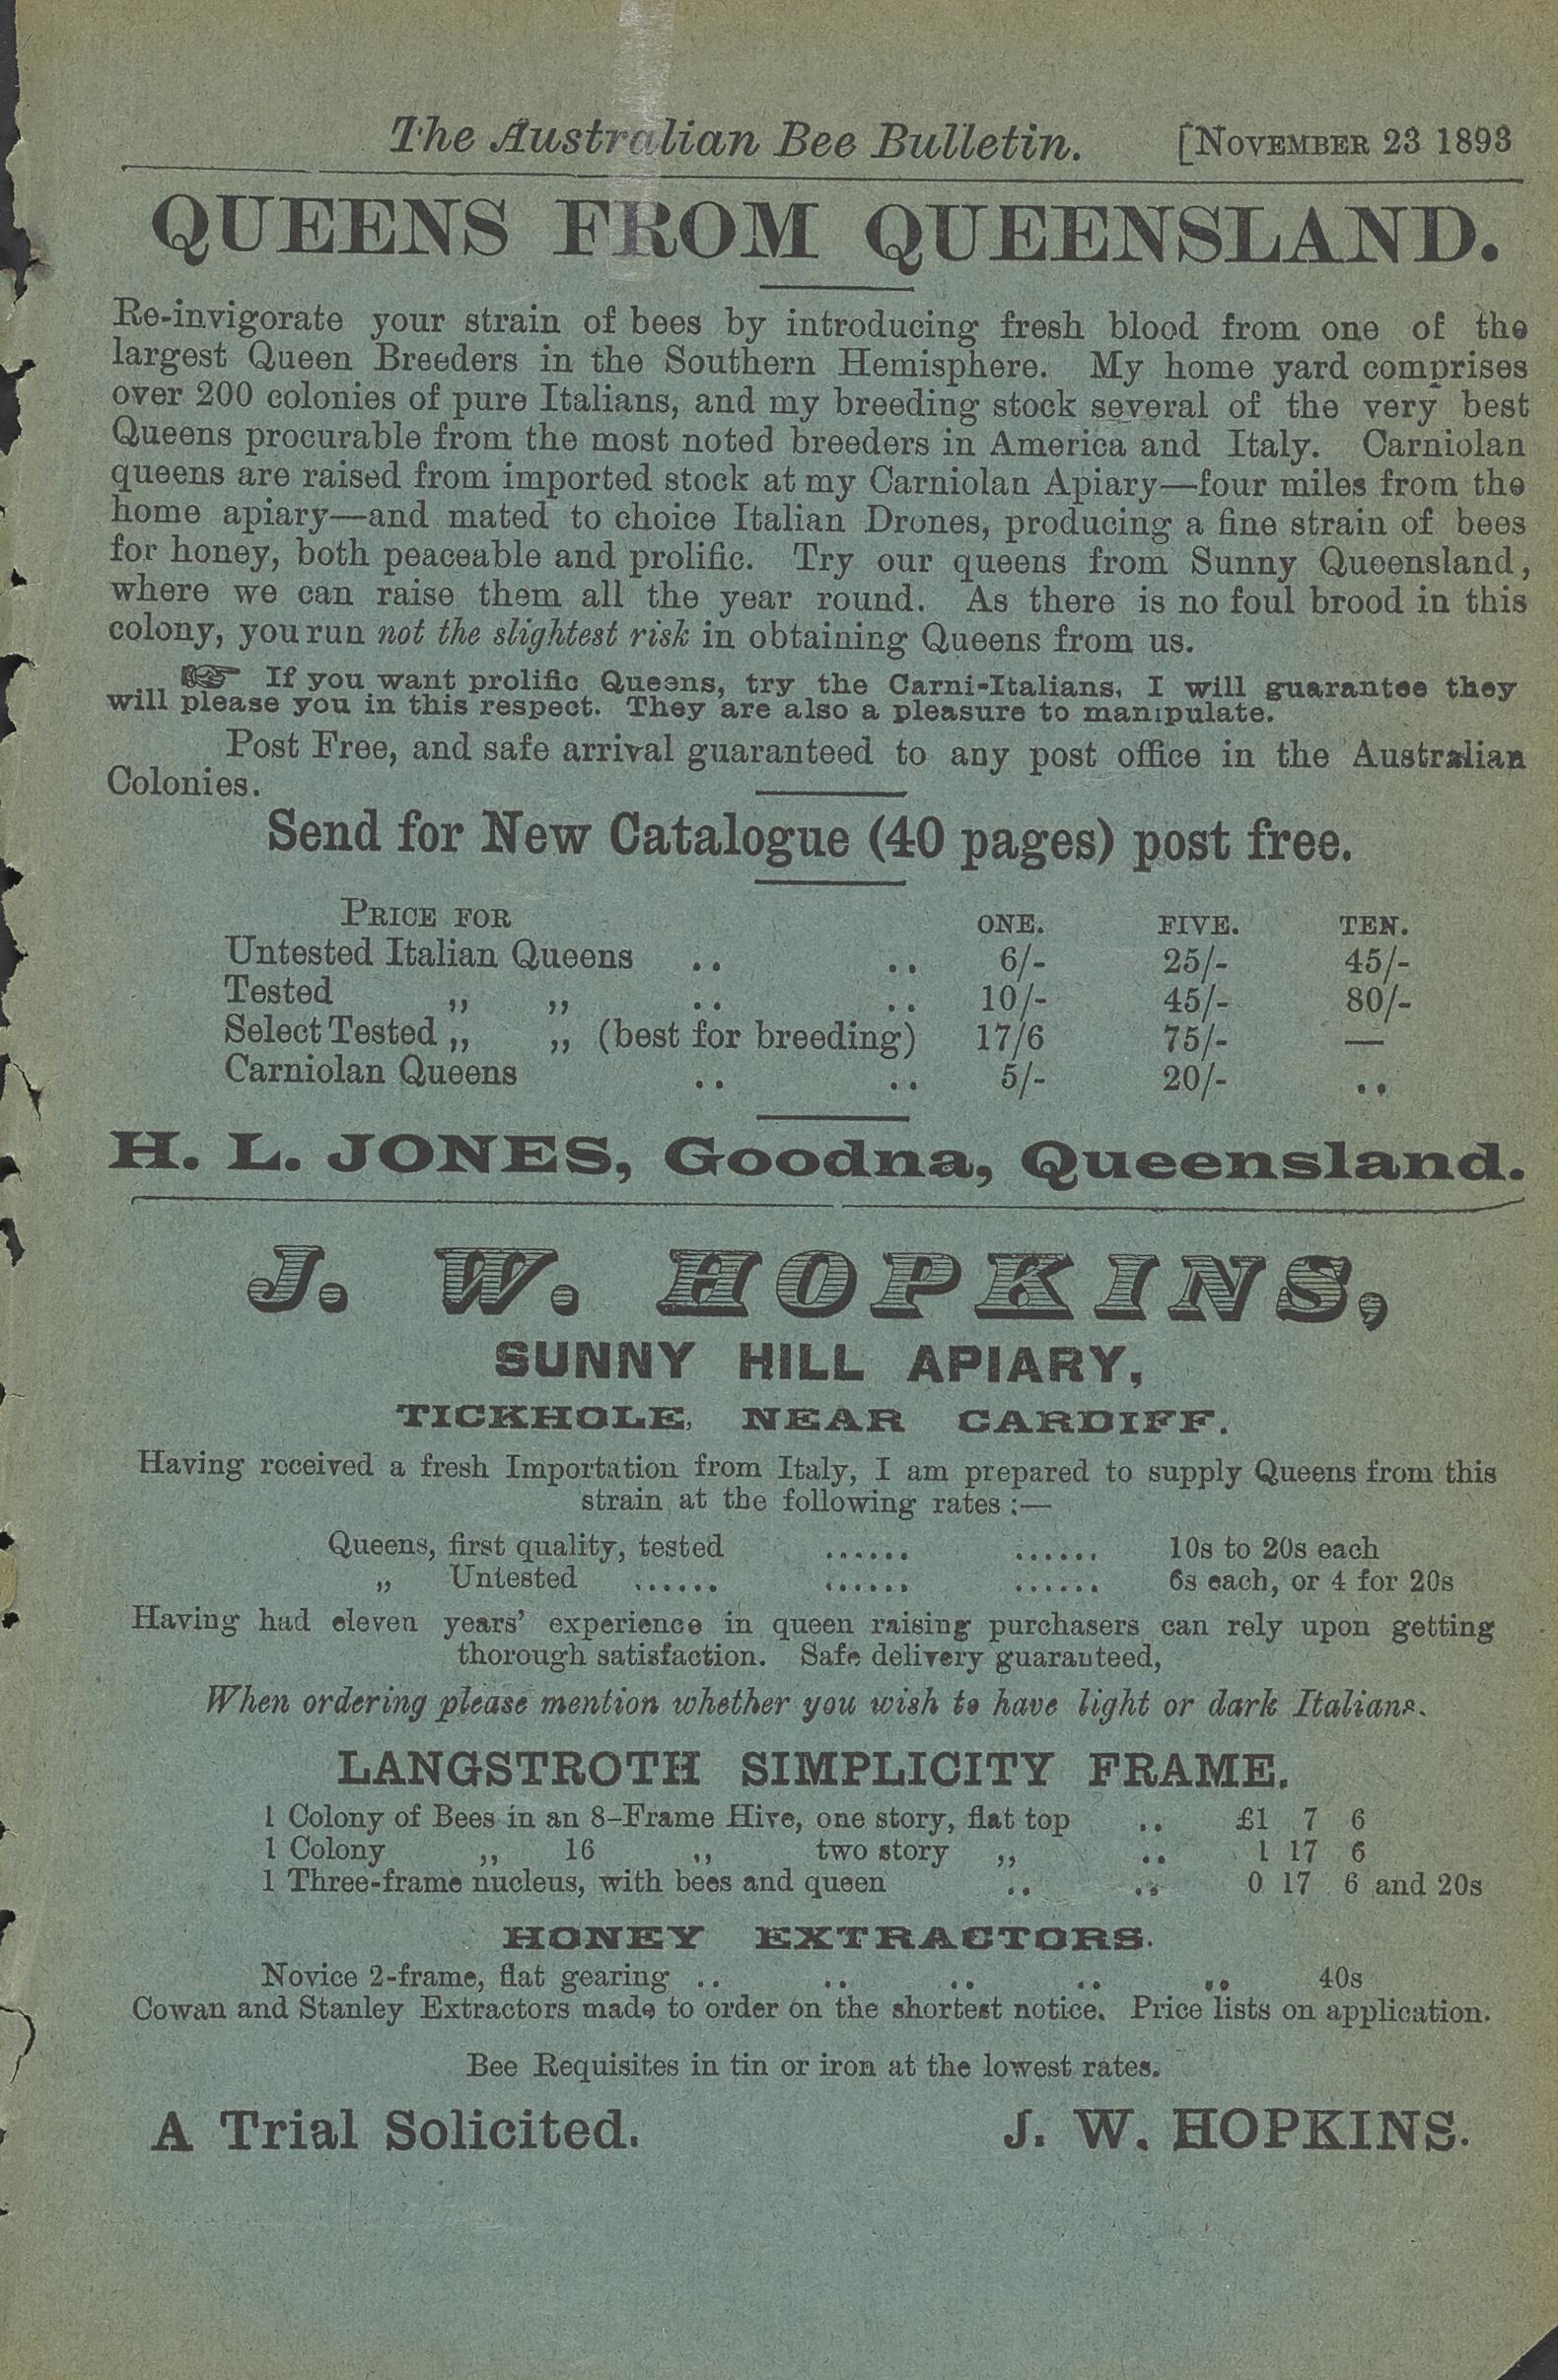 The Australian Bee Bulletin. [NOVEMBER 23 1893
QUEENS FROM QUEENSLAND.
Re-invigorate your strain of bees by introducing fresh blood from one of the
largest Queen Breeders in the Southern Hemisphere. My home yard comprises
over 200 colonies of pure Italians, and my breeding stock several of the very best
Queens procurable from the most noted breeders in America and Italy. Carniolan
queens are raised from imported stock at my Carniolan Apiary—four miles from the
home apiary—and mated to choice Italian Drones, producing a fine strain of bees
for honey, both peaceable and prolific. Try our queens from Sunny Queensland,
where we can raise them all the year round. As there is no foul brood in this
colony, you run not the slightest risk in obtaining Queens from us.
☞ If you want prolific Queens, try the Carni-Italians, I will guarantee they
will please you in this respect. They are also a pleasure to manipulate.
Post Free, and safe arrival guaranteed to any post office in the Australian
Colonies.
Send for New Catalogue (40 pages) post free.
PRICE FOR ONE. FIVE. TEN.
Untested Italian Queens .. .. 6/- 25/- 45/-
Tested „ „ .. .. 10/- 45/- 80/-
Select Tested „ „ (best for breeding) 17/6 75/- —
Carniolan Queens .. .. 5/- 20/- ..
H. L. JONES, Goodna, Queensland.
J. W. HOPKINS,
SUNNY HILL APIARY,
TICKHOLE, NEAR CARDIFF.
Having received a fresh Importation from Italy, I am prepared to supply Queens from this
strain at the following rates :—
Queens, first quality, tested ...... ...... 10s to 20s each
„ Untested ...... ...... ...... 6s each, or 4 for 20s
Having had eleven years' experience in queen raising purchasers can rely upon getting
thorough satisfaction. Safe delivery guaranteed,
When ordering please mention whether you wish to have light or dark Italians.
LANGSTROTH SIMPLICITY FRAME.
1 Colony of Bees in an 8-Frame Hive, one story, flat top .. £1 7 6
1 Colony „ 16 „ two story „ .. 1 17 6
1 Three-frame nucleus, with bees and queen .. .. 0 17 6 and 20s
HONEY EXTRACTORS.
Novice 2-frame, flat gearing .. .. .. .. .. 40s
Cowan and Stanley Extractors made to order on the shortest notice. Price lists on application.
Bee Requisites in tin or iron at the lowest rates.
A Trial Solicited. J. W. HOPKINS.